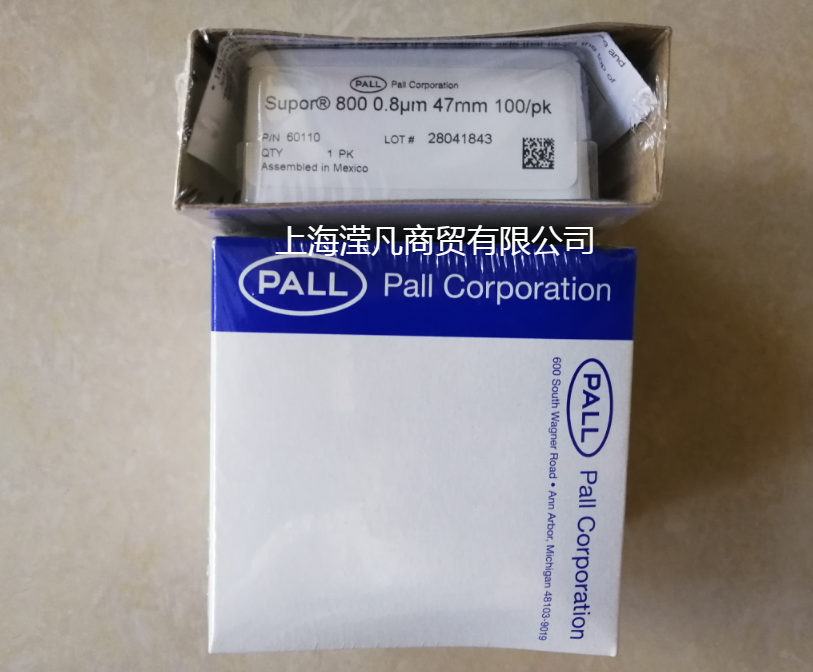 PALL Pall Corporation
Supor® 800 0.8µm 47mm 100/pk
P/N 60110 LOT # 28041843
QTY 1 PK
Assembled in Mexico
上海滢凡商贸有限公司
PALL Pall Corporation
PALL Pall Corporation
600 South Wagner Road • Ann Arbor, Michigan 48103-9019